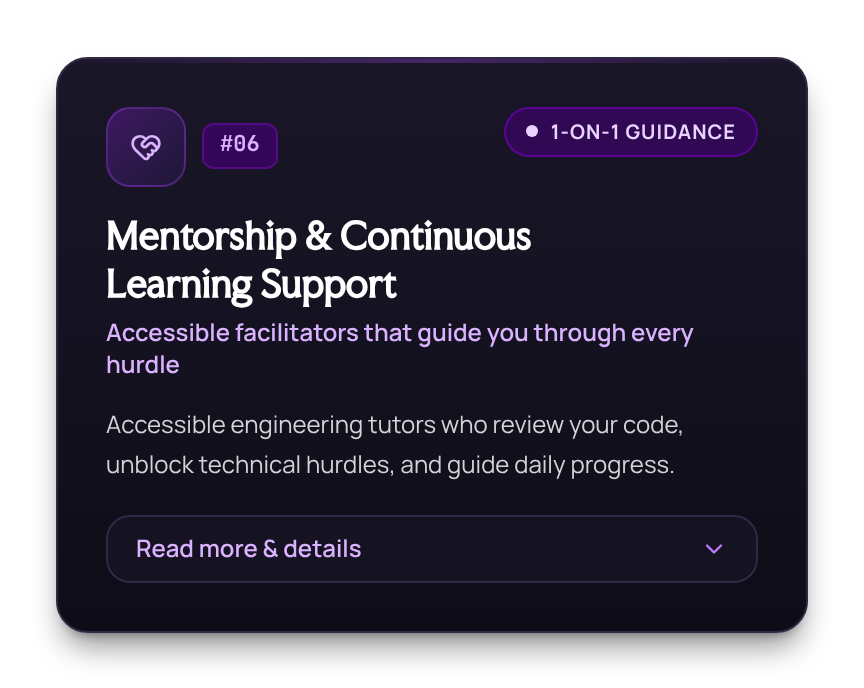 #06
1-ON-1 GUIDANCE
Mentorship & Continuous
Learning Support
Accessible facilitators that guide you through every
hurdle
Accessible engineering tutors who review your code,
unblock technical hurdles, and guide daily progress.
Read more & details